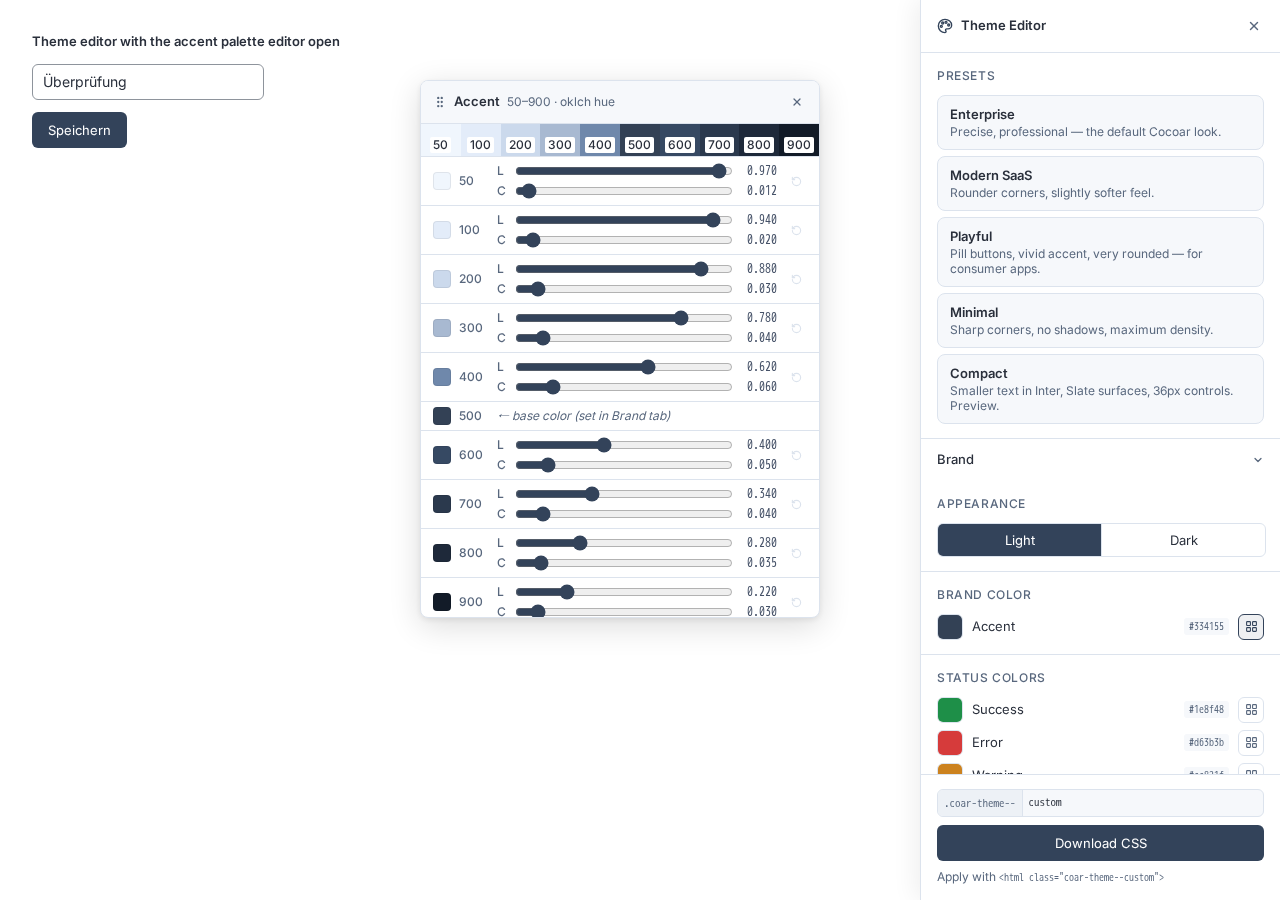 Theme editor with the accent palette editor open
Überprüfung
Speichern
Accent 50–900 · oklch hue
50 100 200 300 400 500 600 700 800 900
50 L 0.970
C 0.012
100 L 0.940
C 0.020
200 L 0.880
C 0.030
300 L 0.780
C 0.040
400 L 0.620
C 0.060
500 ← base color (set in Brand tab)
600 L 0.400
C 0.050
700 L 0.340
C 0.040
800 L 0.280
C 0.035
900 L 0.220
C 0.030
Theme Editor
PRESETS
Enterprise
Precise, professional — the default Cocoar look.
Modern SaaS
Rounder corners, slightly softer feel.
Playful
Pill buttons, vivid accent, very rounded — for
consumer apps.
Minimal
Sharp corners, no shadows, maximum density.
Compact
Smaller text in Inter, Slate surfaces, 36px controls.
Preview.
Brand
APPEARANCE
Light Dark
BRAND COLOR
Accent #334155
STATUS COLORS
Success #1e8f48
Error #d63b3b
Warning
.coar-theme-- custom
Download CSS
Apply with <html class="coar-theme--custom">